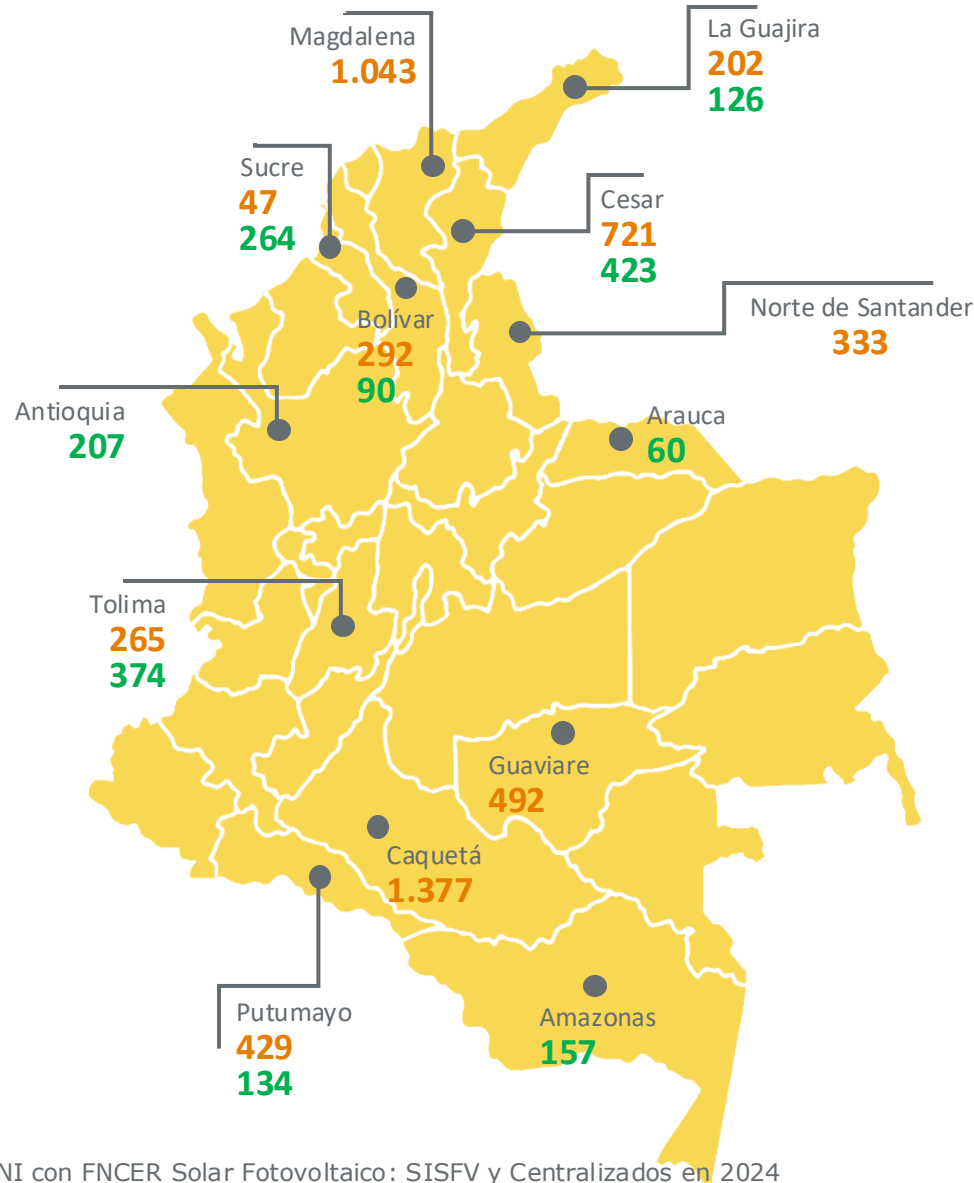 Magdalena
1.043
La Guajira
202
126
Sucre
47
264
Cesar
721
423
Bolívar
292
90
Norte de Santander
333
Antioquia
207
Arauca
60
Tolima
265
374
Guaviare
492
Caquetá
1.377
Putumayo
429
134
Amazonas
157
NI con FNCER Solar Fotovoltaico: SISFV y Centralizados en 2024